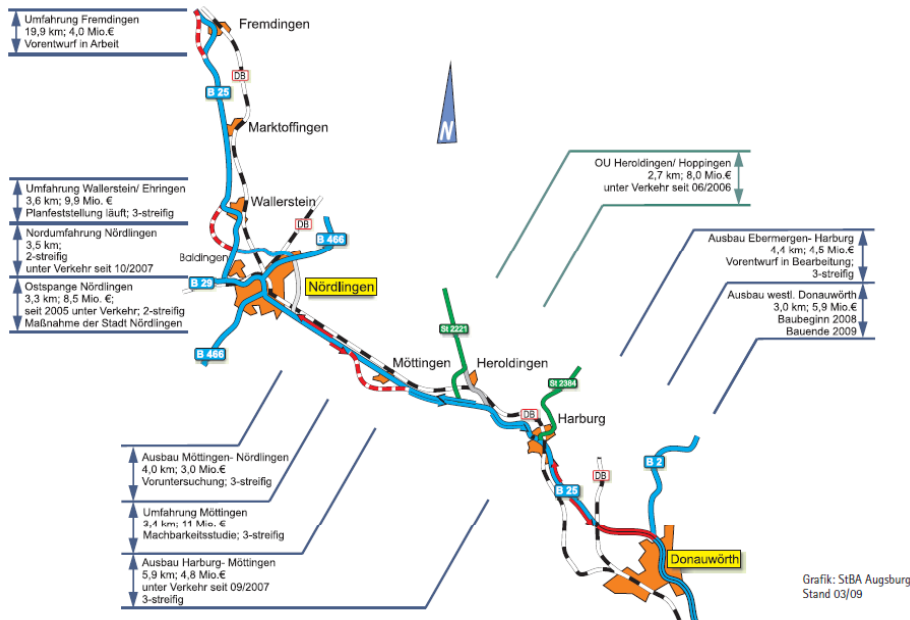 Umfahrung Fremdingen
19,9 km; 4,0 Mio.€
Vorentwurf in Arbeit
Fremdingen
DB
B 25
Marktoffingen
Umfahrung Wallerstein/ Ehringen
3,6 km; 9,9 Mio. €
Planfeststellung läuft; 3-streifig
Nordumfahrung Nördlingen
3,5 km;
2-streifig
unter Verkehr seit 10/2007
Ostspange Nördlingen
3,3 km; 8,5 Mio. €;
seit 2005 unter Verkehr; 2-streifig
Maßnahme der Stadt Nördlingen
Wallerstein
DB
B 466
Baldingen
B 29
Nördlingen
B 466
N
OU Heroldingen/ Hoppingen
2,7 km; 8,0 Mio.€
unter Verkehr seit 06/2006
Ausbau Ebermergen- Harburg
4,4 km; 4,5 Mio.€
Vorentwurf in Bearbeitung;
3-streifig
Ausbau westl. Donauwörth
3,0 km; 5,9 Mio.€
Baubeginn 2008
Bauende 2009
St 2221
Möttingen
Heroldingen
St 2384
DB
Harburg
B 25
DB
B 2
Donauwörth
Ausbau Möttingen- Nördlingen
4,0 km; 3,0 Mio.€
Voruntersuchung; 3-streifig
Umfahrung Möttingen
3,4 km; 11 Mio. €
Machbarkeitsstudie; 3-streifig
Ausbau Harburg- Möttingen
5,9 km; 4,8 Mio.€
unter Verkehr seit 09/2007
3-streifig
Grafik: StBA Augsburg
Stand 03/09